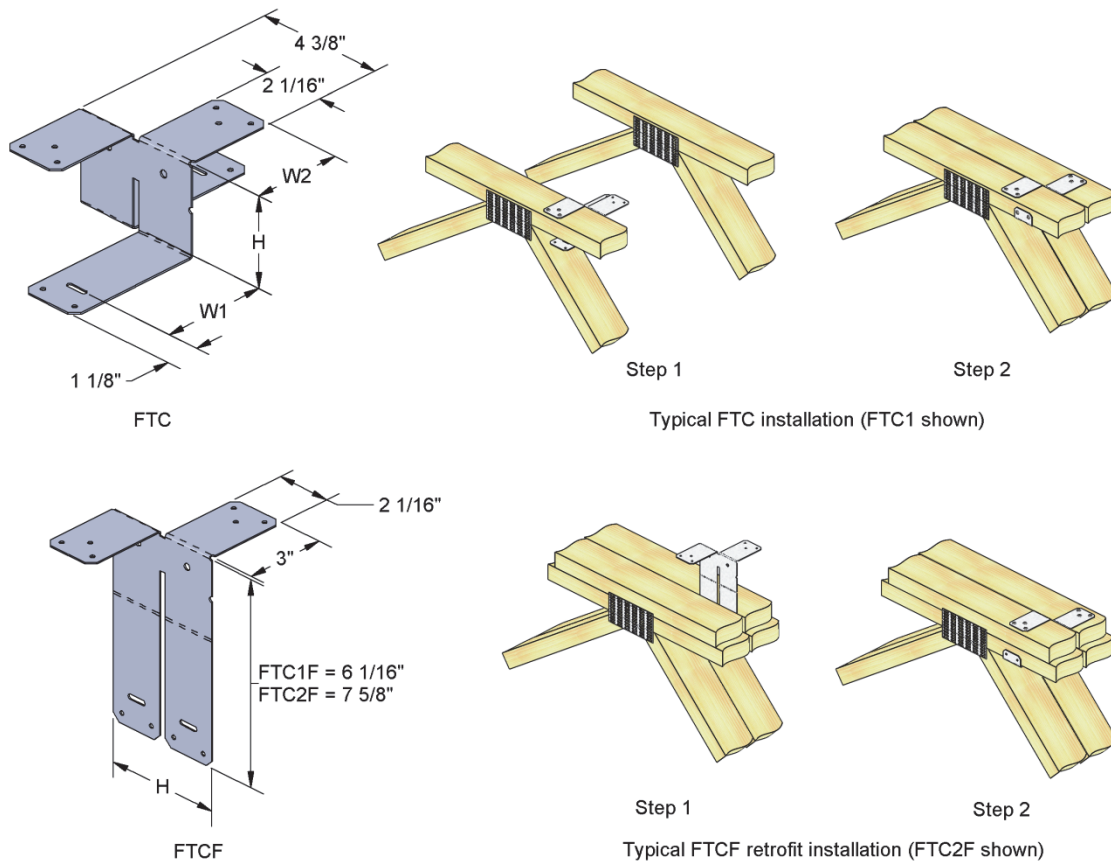 4 3/8"
2 1/16"
W2
H
W1
1 1/8"
FTC
Step 1
Step 2
Typical FTC installation (FTC1 shown)
2 1/16"
3"
FTC1F = 6 1/16"
FTC2F = 7 5/8"
H
FTCF
Step 1
Step 2
Typical FTCF retrofit installation (FTC2F shown)